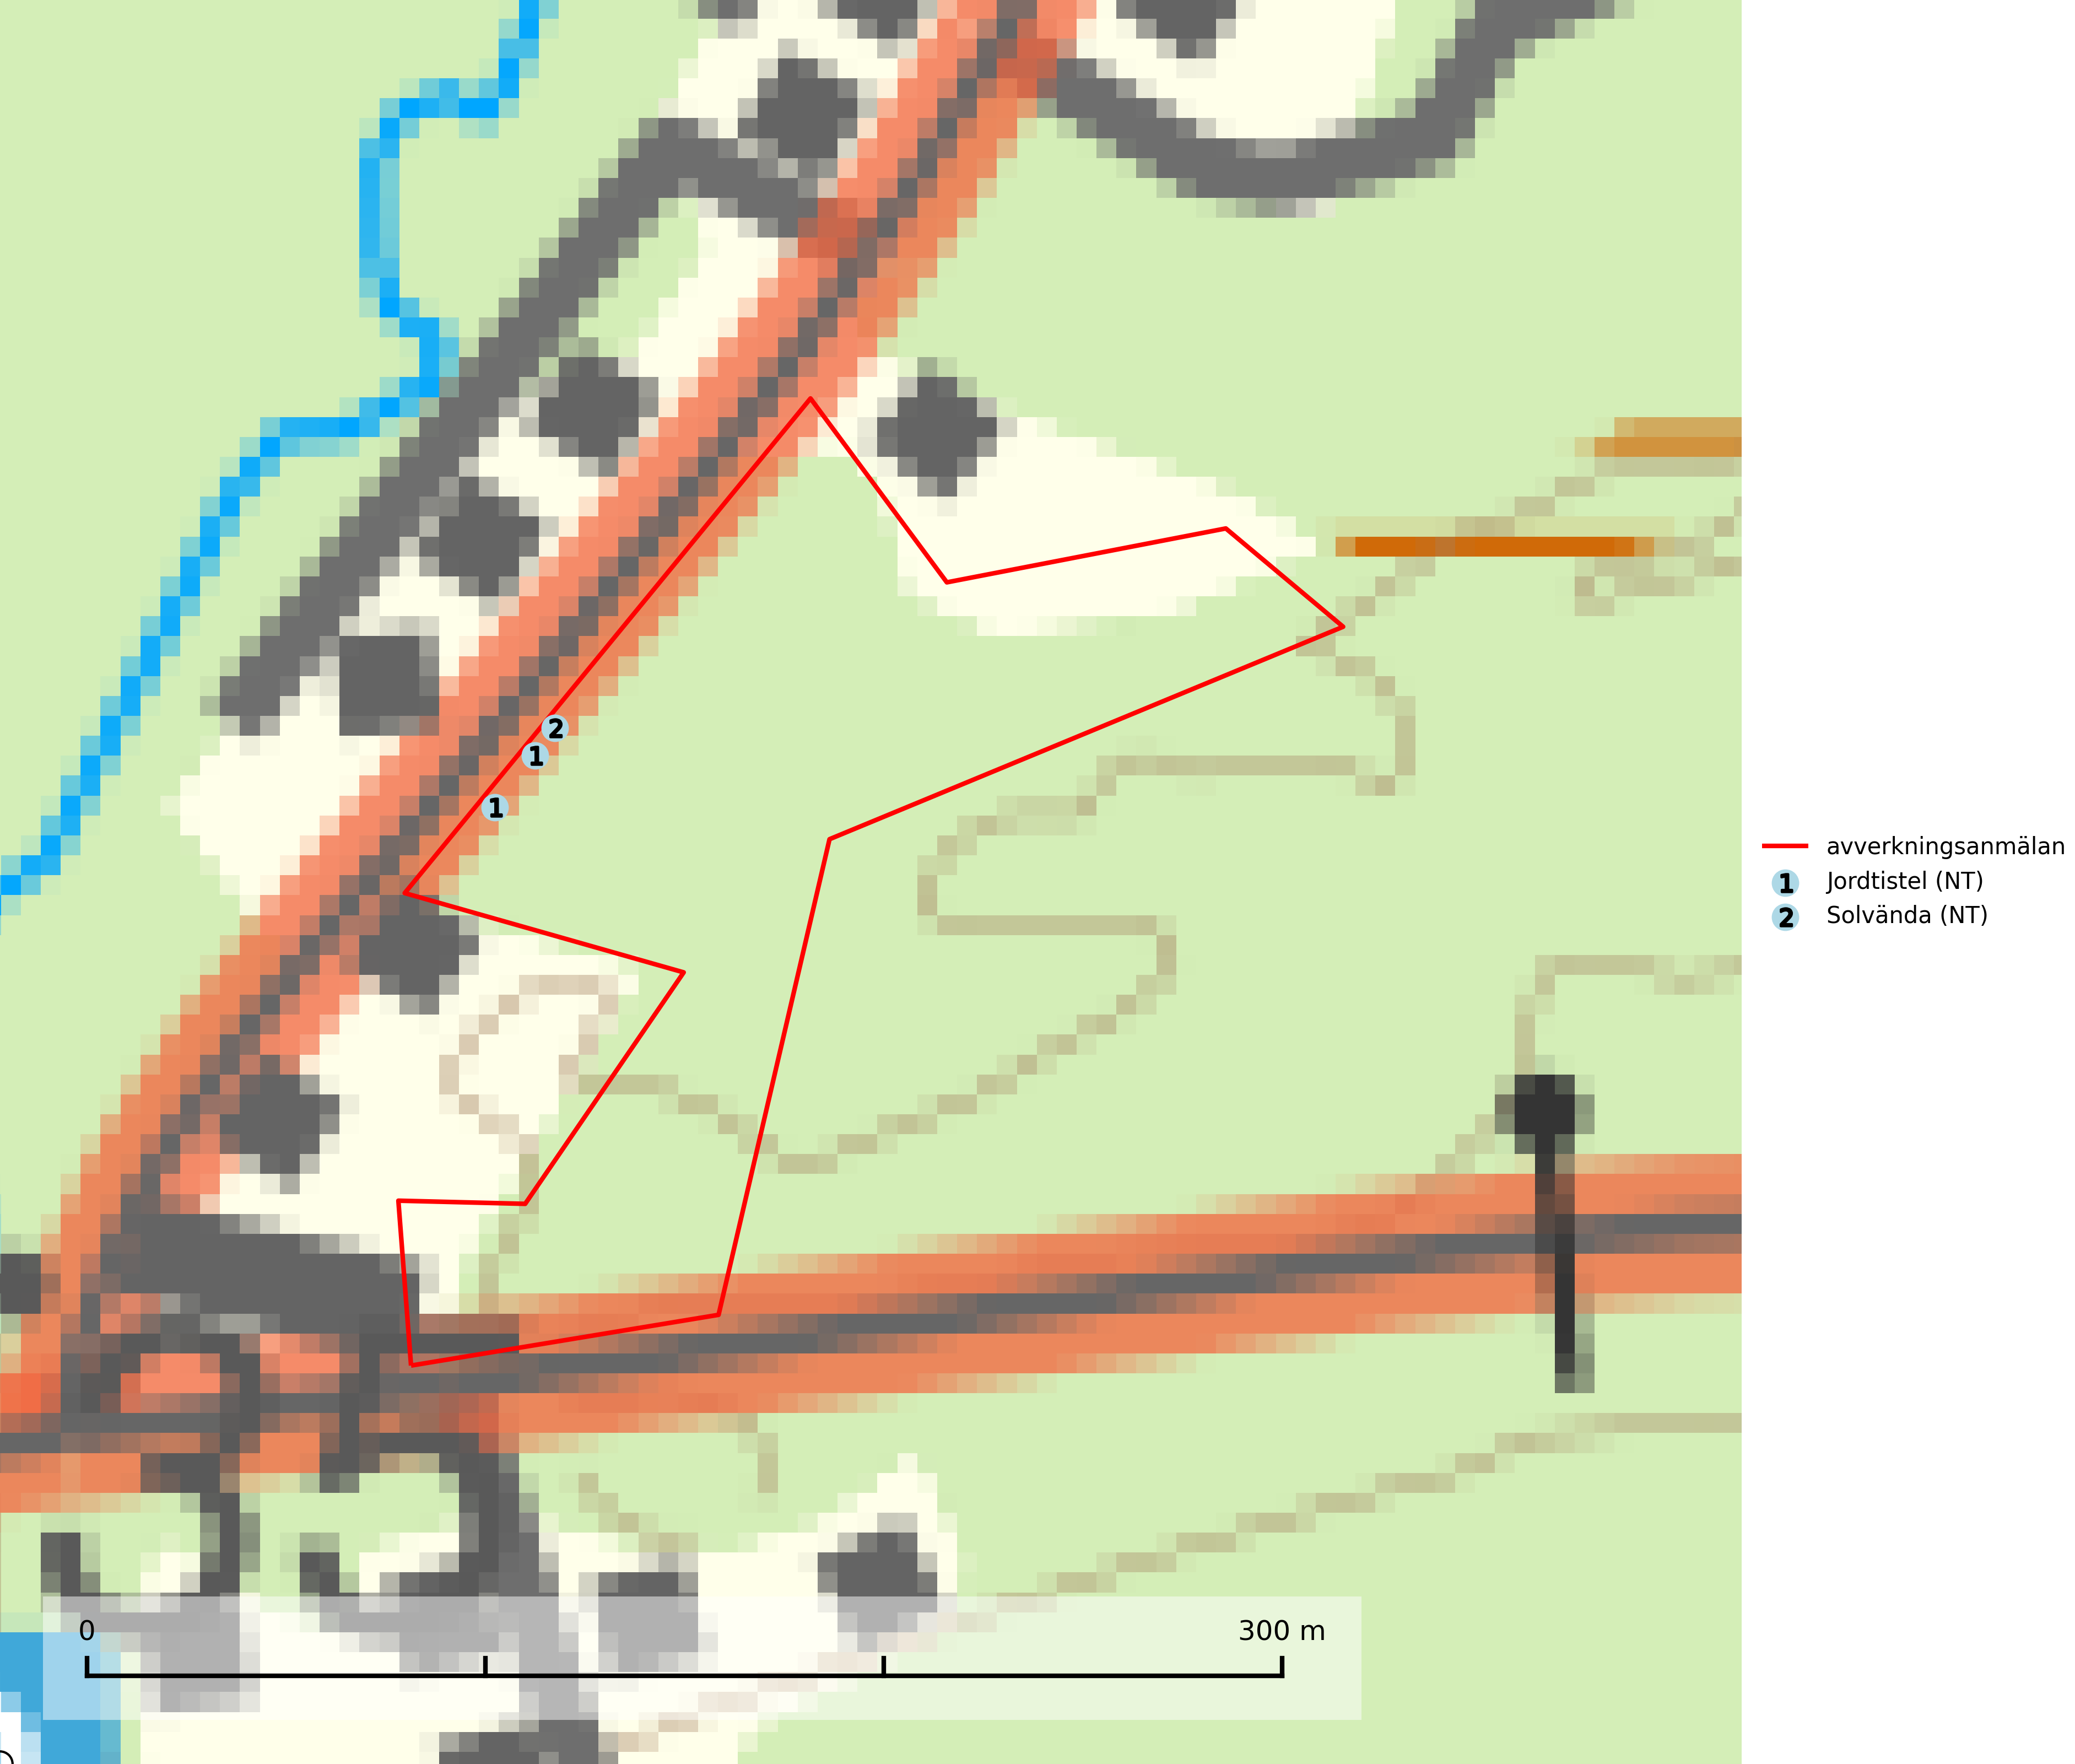 2
1
1
avverkningsanmälan
1 Jordtistel (NT)
2 Solvända (NT)
0 300 m